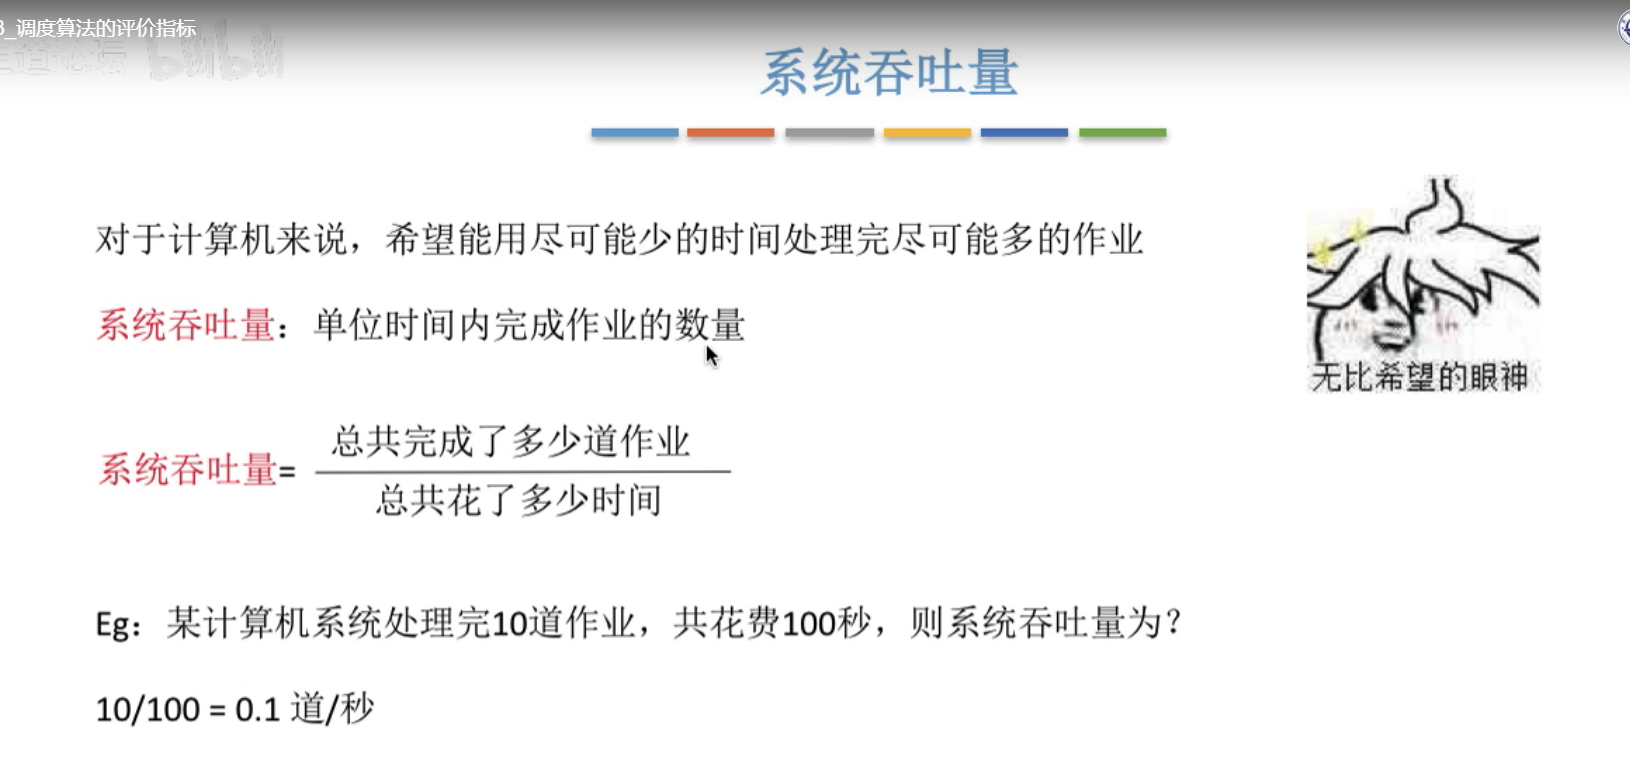 3_调度算法的评价指标
王道论坛 bilibili
系统吞吐量
对于计算机来说，希望能用尽可能少的时间处理完尽可能多的作业
系统吞吐量：单位时间内完成作业的数量
无比希望的眼神
系统吞吐量=
总共完成了多少道作业
总共花了多少时间
Eg：某计算机系统处理完10道作业，共花费100秒，则系统吞吐量为？
10/100 = 0.1 道/秒